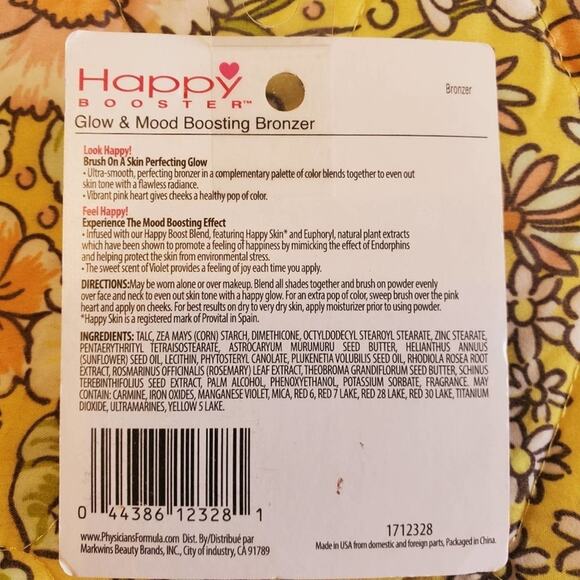 Happy
BOOSTER™
Bronzer
Glow & Mood Boosting Bronzer
Look Happy!
Brush On A Skin Perfecting Glow
• Ultra-smooth, perfecting bronzer in a complementary palette of color blends together to even out
skin tone with a flawless radiance.
• Vibrant pink heart gives cheeks a healthy pop of color.
Feel Happy!
Experience The Mood Boosting Effect
• Infused with our Happy Boost Blend, featuring Happy Skin* and Euphoryl, natural plant extracts
which have been shown to promote a feeling of happiness by mimicking the effect of Endorphins
and helping protect the skin from environmental stress.
• The sweet scent of Violet provides a feeling of joy each time you apply.
DIRECTIONS:May be worn alone or over makeup. Blend all shades together and brush on powder evenly
over face and neck to even out skin tone with a happy glow. For an extra pop of color, sweep brush over the pink
heart and apply on cheeks. For best results on dry to very dry skin, apply moisturizer prior to using powder.
*Happy Skin is a registered mark of Provital in Spain.
INGREDIENTS: TALC, ZEA MAYS (CORN) STARCH, DIMETHICONE, OCTYLDODECYL STEAROYL STEARATE, ZINC STEARATE,
PENTAERYTHRITYL TETRAISOSTEARATE, ASTROCARYUM MURUMURU SEED BUTTER, HELIANTHUS ANNUUS
(SUNFLOWER) SEED OIL, LECITHIN, PHYTOSTERYL CANOLATE, PLUKENETIA VOLUBILIS SEED OIL, RHODIOLA ROSEA ROOT
EXTRACT, ROSMARINUS OFFICINALIS (ROSEMARY) LEAF EXTRACT, THEOBROMA GRANDIFLORUM SEED BUTTER, SCHINUS
TEREBINTHIFOLIUS SEED EXTRACT, PALM ALCOHOL, PHENOXYETHANOL, POTASSIUM SORBATE, FRAGRANCE. MAY
CONTAIN: CARMINE, IRON OXIDES, MANGANESE VIOLET, MICA, RED 6, RED 7 LAKE, RED 28 LAKE, RED 30 LAKE, TITANIUM
DIOXIDE, ULTRAMARINES, YELLOW 5 LAKE.
0 44386 12328 1
www.PhysiciansFormula.com Dist. By/Distribué par
Markwins Beauty Brands, INC., City of industry, CA 91789
1712328
Made in USA from domestic and foreign parts, Packaged in China.